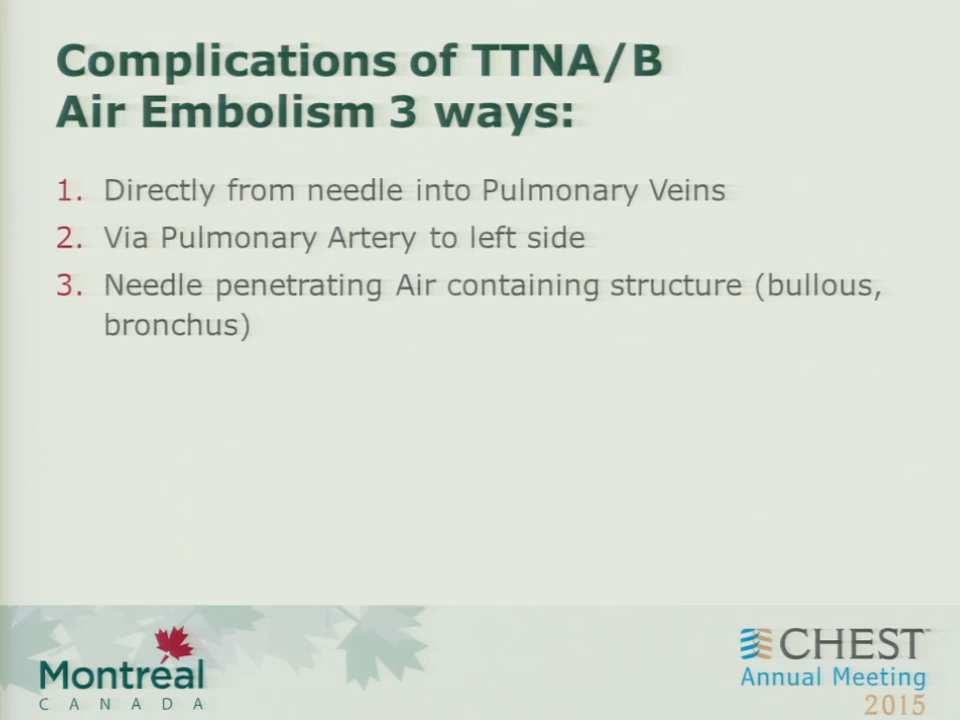 Complications of TTNA/B
Air Embolism 3 ways:
1. Directly from needle into Pulmonary Veins
2. Via Pulmonary Artery to left side
3. Needle penetrating Air containing structure (bullous,
bronchus)
Montréal
CANADA
CHEST
Annual Meeting
2015